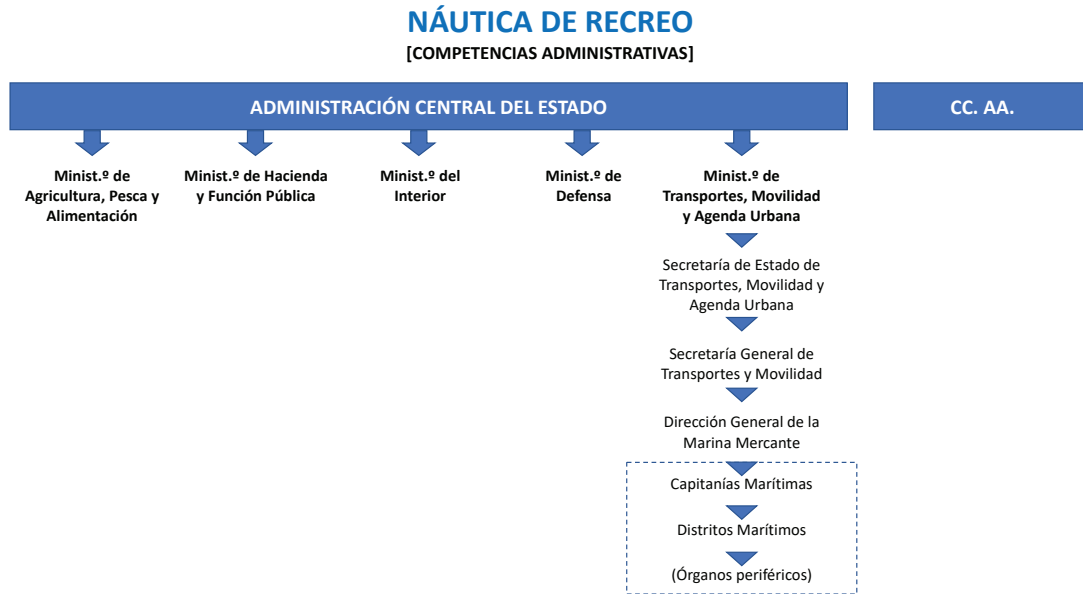 NÁUTICA DE RECREO
[COMPETENCIAS ADMINISTRATIVAS]
ADMINISTRACIÓN CENTRAL DEL ESTADO
CC. AA.
Minist.º de
Agricultura, Pesca y
Alimentación
Minist.º de Hacienda
y Función Pública
Minist.º del
Interior
Minist.º de
Defensa
Minist.º de
Transportes, Movilidad
y Agenda Urbana
Secretaría de Estado de
Transportes, Movilidad y
Agenda Urbana
Secretaría General de
Transportes y Movilidad
Dirección General de la
Marina Mercante
Capitanías Marítimas
Distritos Marítimos
(Órganos periféricos)